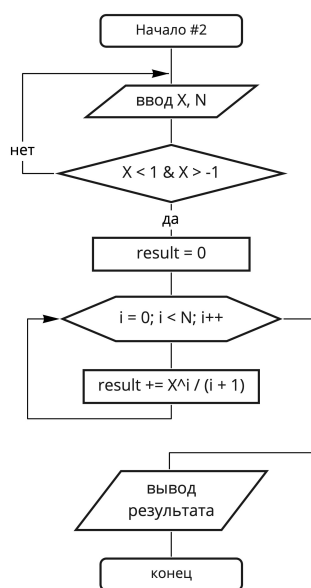 Начало #2
ввод X, N
нет
X < 1 & X > -1
да
result = 0
i = 0; i < N; i++
result += X^i / (i + 1)
вывод
результата
конец